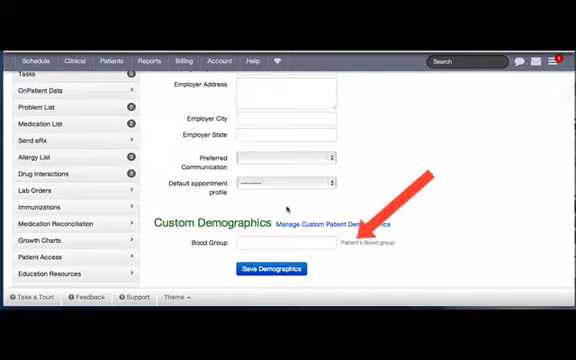 Schedule Clinical Patients Reports Billing Account Help Search
Tasks 0
OnPatient Data
Problem List 0
Medication List 2
Send eRx
Allergy List 0
Drug Interactions 0
Lab Orders
Immunizations
Medication Reconciliation
Growth Charts
Patient Access
Education Resources
Employer Address
Employer City
Employer State
Preferred
Communication
Default appointment
profile
----------
Custom Demographics Manage Custom Patient Demographics
Bood Group Patient's Blood group
Save Demographics
Take a Tour! Feedback Support Theme